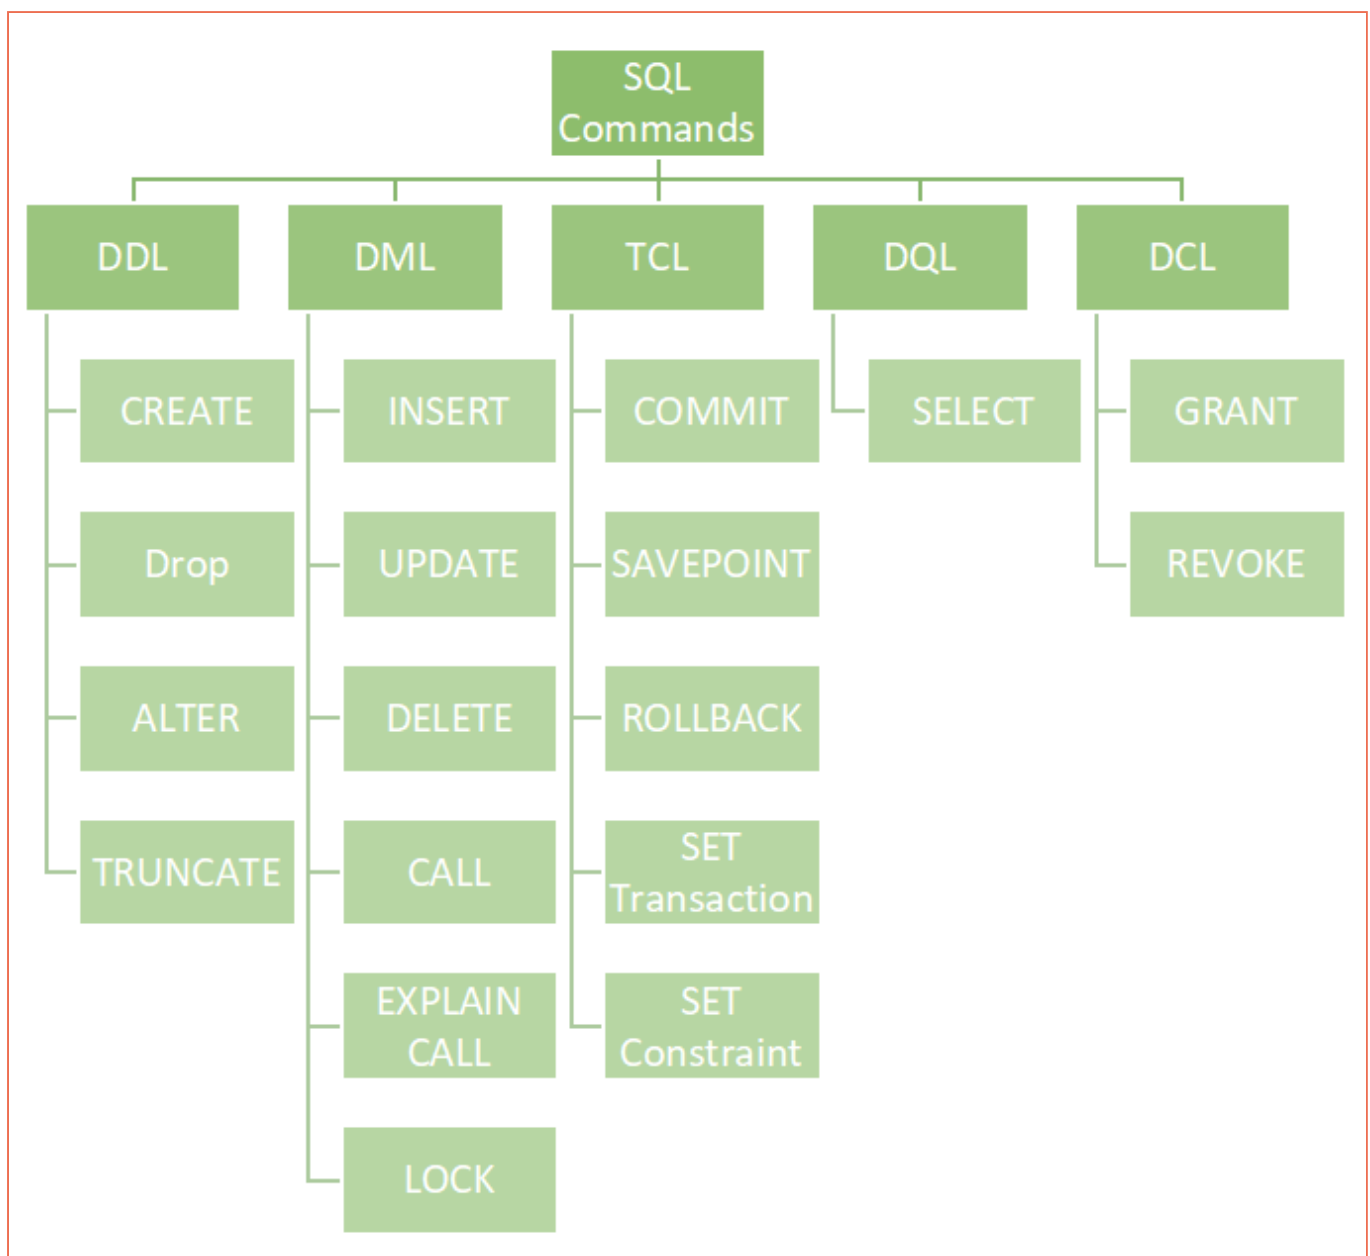 SQL
Commands
DDL
DML
TCL
DQL
DCL
CREATE
INSERT
COMMIT
SELECT
GRANT
Drop
UPDATE
SAVEPOINT
REVOKE
ALTER
DELETE
ROLLBACK
TRUNCATE
CALL
SET
Transaction
EXPLAIN
CALL
SET
Constraint
LOCK